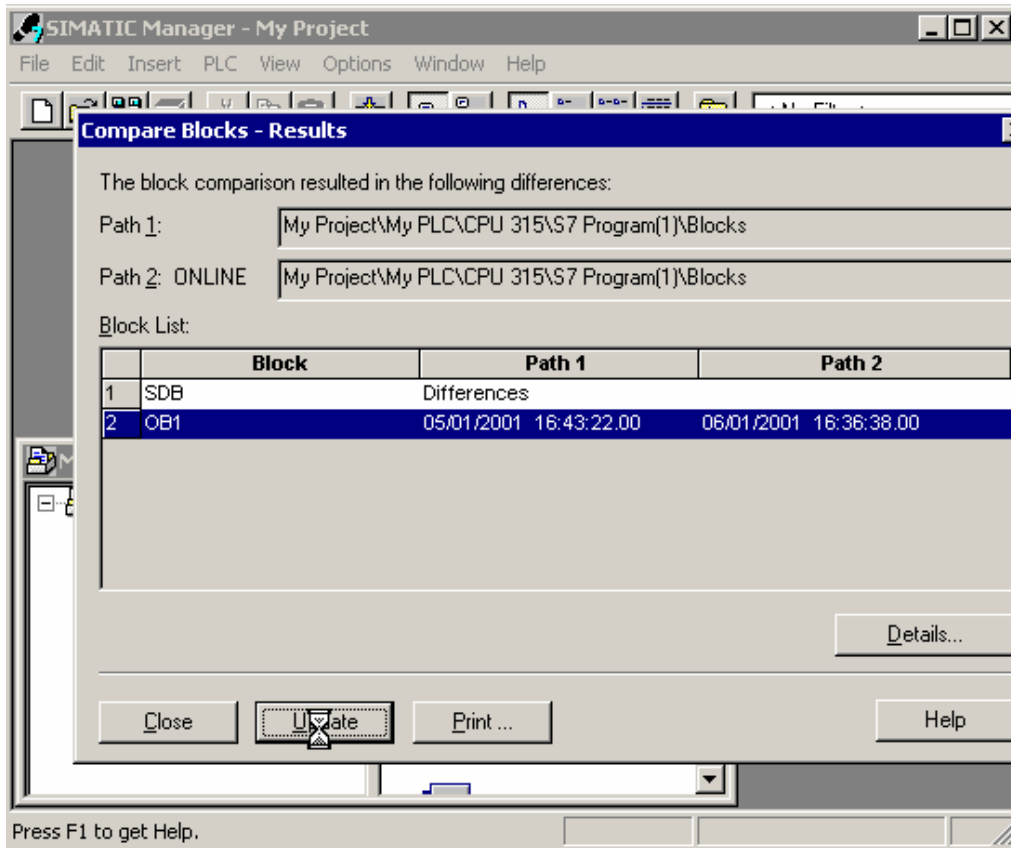 SIMATIC Manager - My Project
File Edit Insert PLC View Options Window Help
Compare Blocks - Results
The block comparison resulted in the following differences:
Path 1: My Project\My PLC\CPU 315\S7 Program(1)\Blocks
Path 2: ONLINE My Project\My PLC\CPU 315\S7 Program(1)\Blocks
Block List:
Block Path 1 Path 2
1 SDB Differences
2 OB1 05/01/2001 16:43:22.00 06/01/2001 16:36:38.00
Details...
Close Update Print ... Help
Press F1 to get Help.